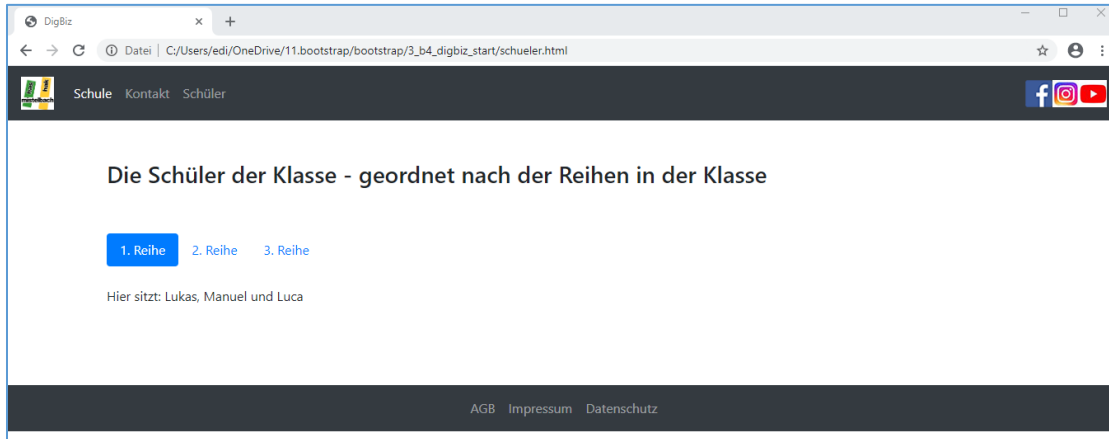 DigBiz
Datei | C:/Users/edi/OneDrive/11.bootstrap/bootstrap/3_b4_digbiz_start/schueler.html
Schule Kontakt Schüler
Die Schüler der Klasse - geordnet nach der Reihen in der Klasse
1. Reihe 2. Reihe 3. Reihe
Hier sitzt: Lukas, Manuel und Luca
AGB Impressum Datenschutz